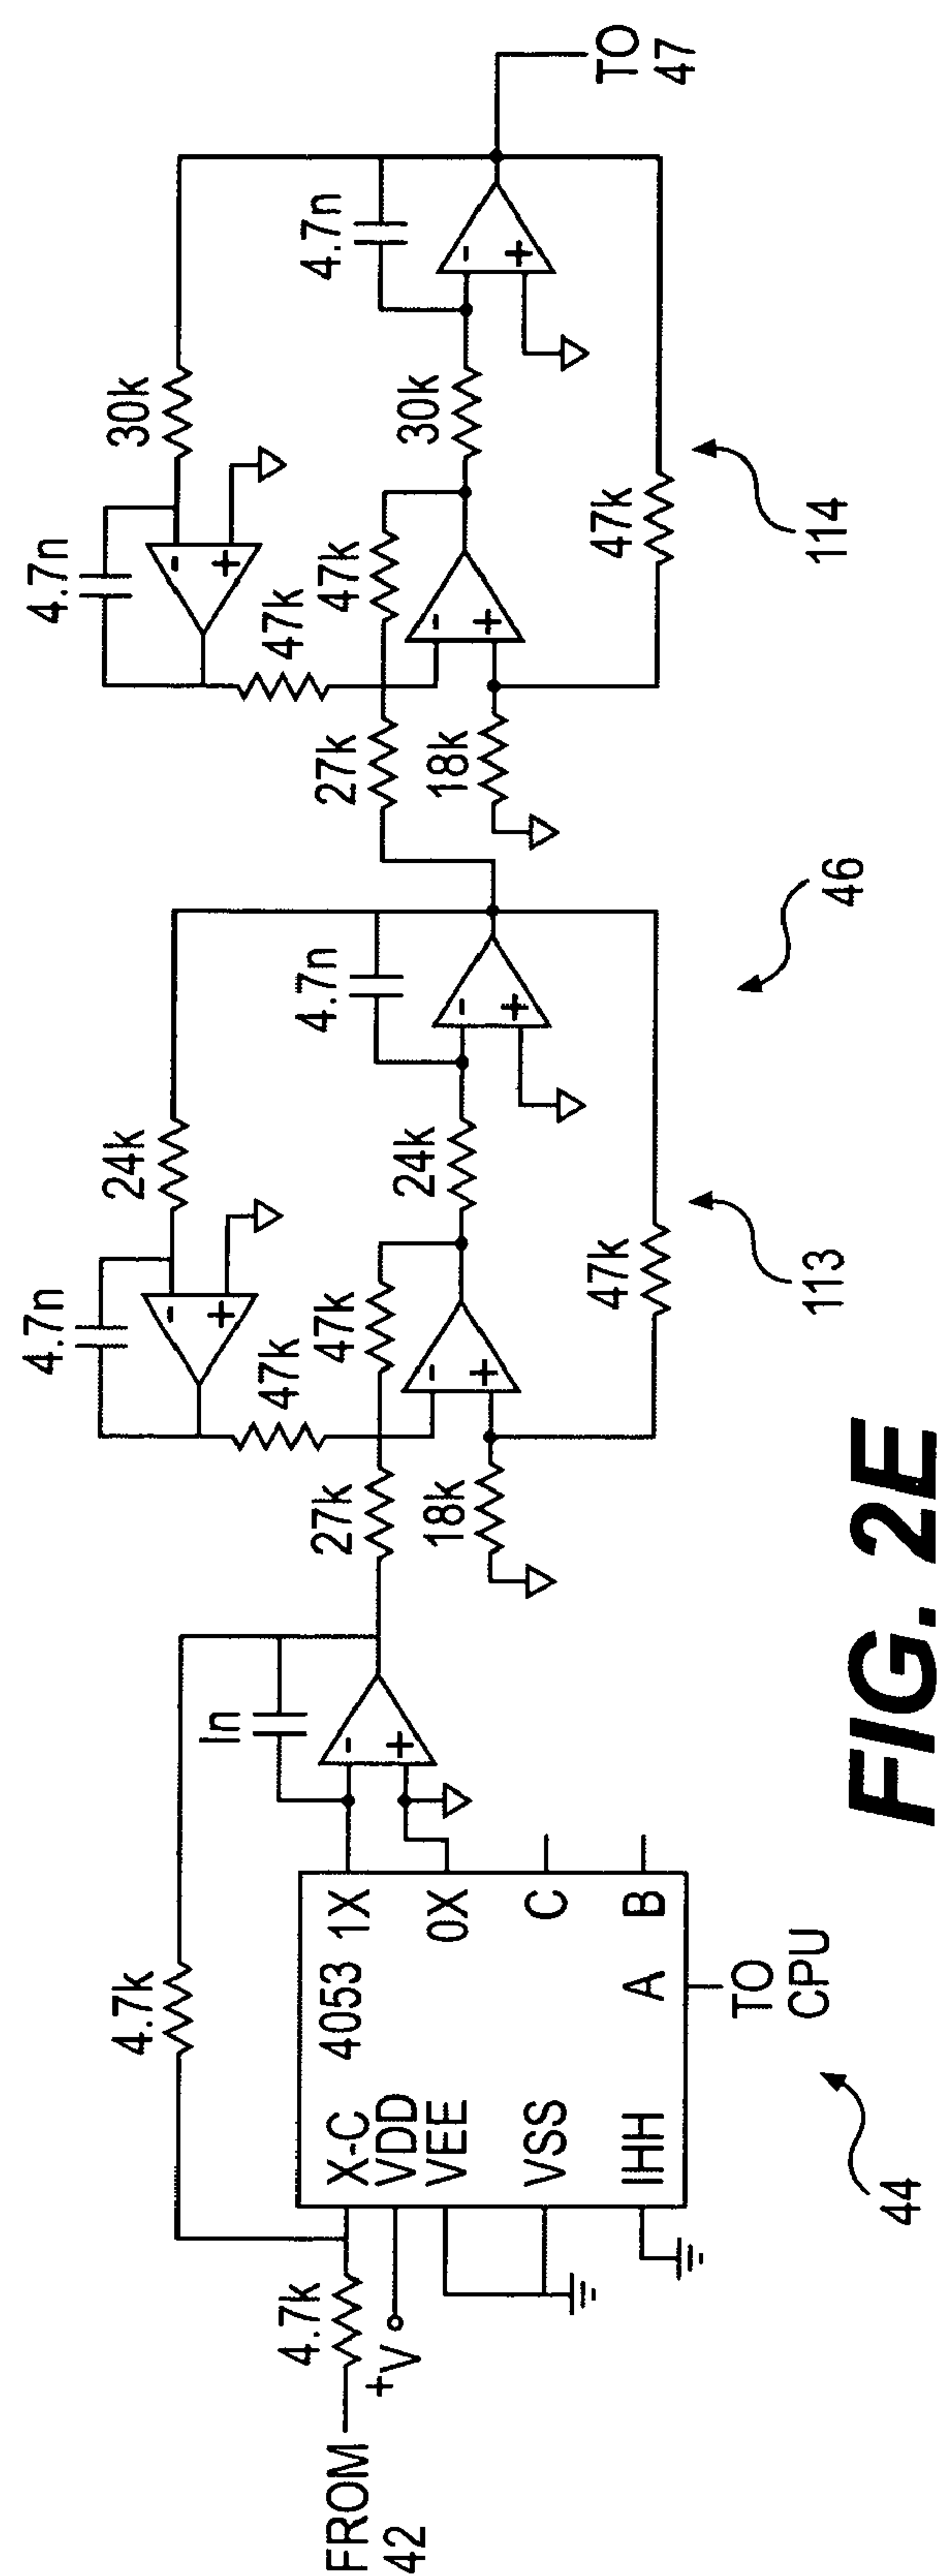 FROM
42
4.7k
+V
4.7k
X-C
VDD
VEE
VSS
IHH
4053
1X
0X
C
B
A
TO
CPU
44
In
-
+
27k
18k
4.7n
-
+
47k
47k
-
+
24k
24k
4.7n
-
+
47k
113
46
27k
18k
4.7n
-
+
47k
47k
-
+
30k
30k
4.7n
-
+
47k
114
TO
47
FIG. 2E